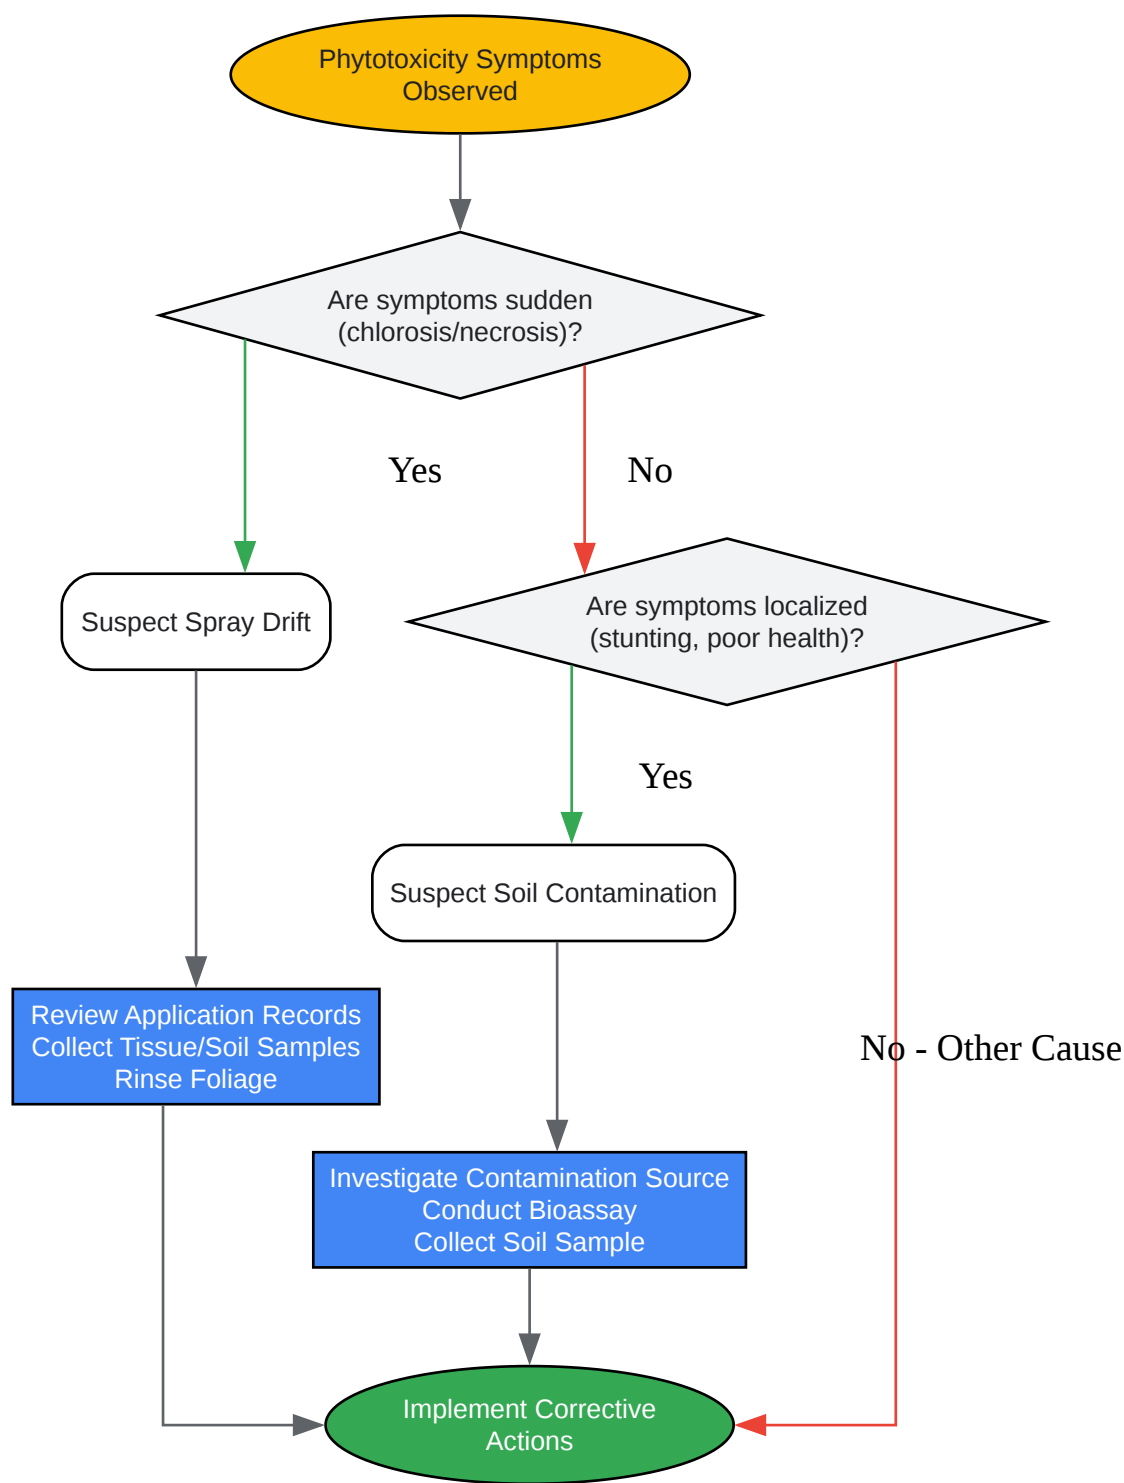 Phytotoxicity Symptoms
Observed
Are symptoms sudden
(chlorosis/necrosis)?
Yes
No
Suspect Spray Drift
Are symptoms localized
(stunting, poor health)?
Yes
Suspect Soil Contamination
Review Application Records
Collect Tissue/Soil Samples
Rinse Foliage
No - Other Cause
Investigate Contamination Source
Conduct Bioassay
Collect Soil Sample
Implement Corrective
Actions